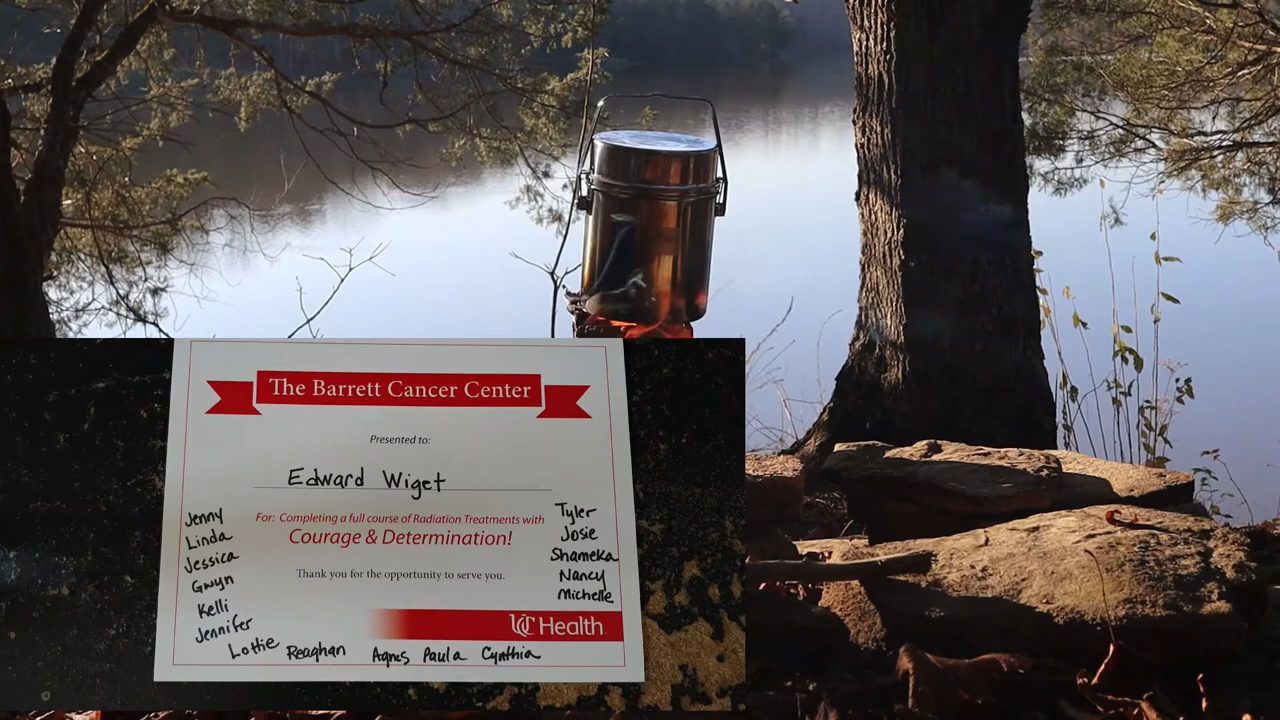 The Barrett Cancer Center
Presented to:
Edward Wiget
For: Completing a full course of Radiation Treatments with
Courage & Determination!
Thank you for the opportunity to serve you.
Jenny
Linda
Jessica
Gwyn
Kelli
Jennifer
Lottie
Reaghan
Agnes
Paula
Cynthia
Tyler
Josie
Shameka
Nancy
Michelle
UC Health